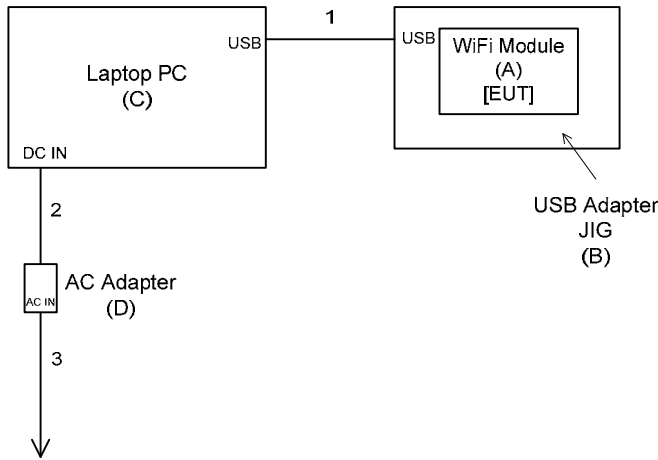 1
USB
USB
WiFi Module
(A)
[EUT]
Laptop PC
(C)
DC IN
2
USB Adapter
JIG
(B)
AC Adapter
(D)
AC IN
3